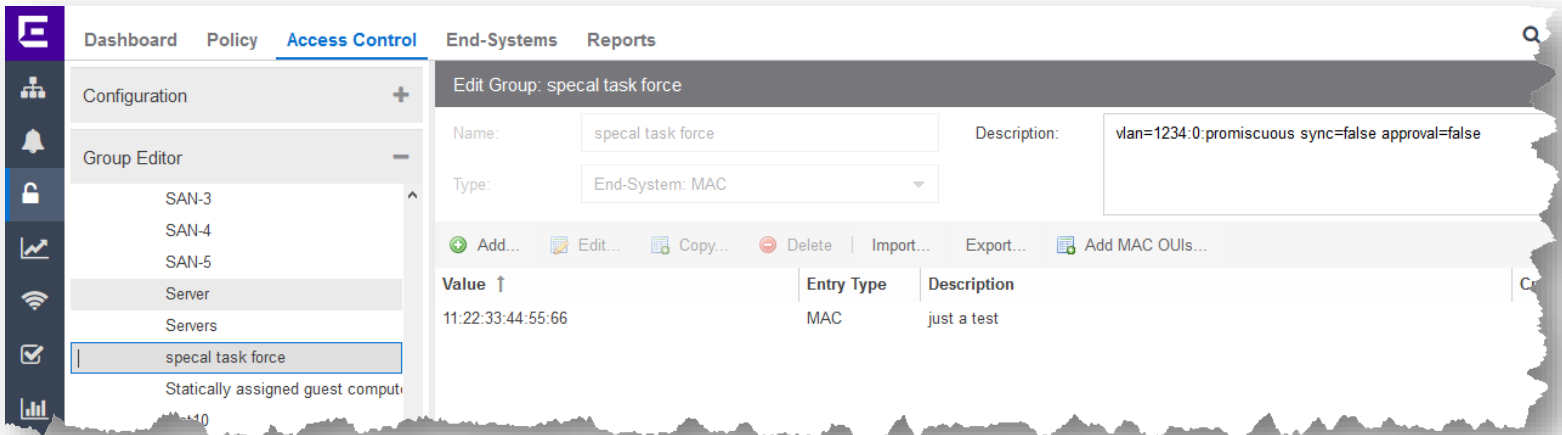 Dashboard Policy Access Control End-Systems Reports
Configuration
Edit Group: specal task force
Name: specal task force Description: vlan=1234:0:promiscuous sync=false approval=false
Group Editor
Type: End-System: MAC
SAN-3
SAN-4
SAN-5
Server
Servers
specal task force
Statically assigned guest compute
Add... Edit... Copy... Delete Import... Export... Add MAC OUIs...
Value Entry Type Description
11:22:33:44:55:66 MAC just a test